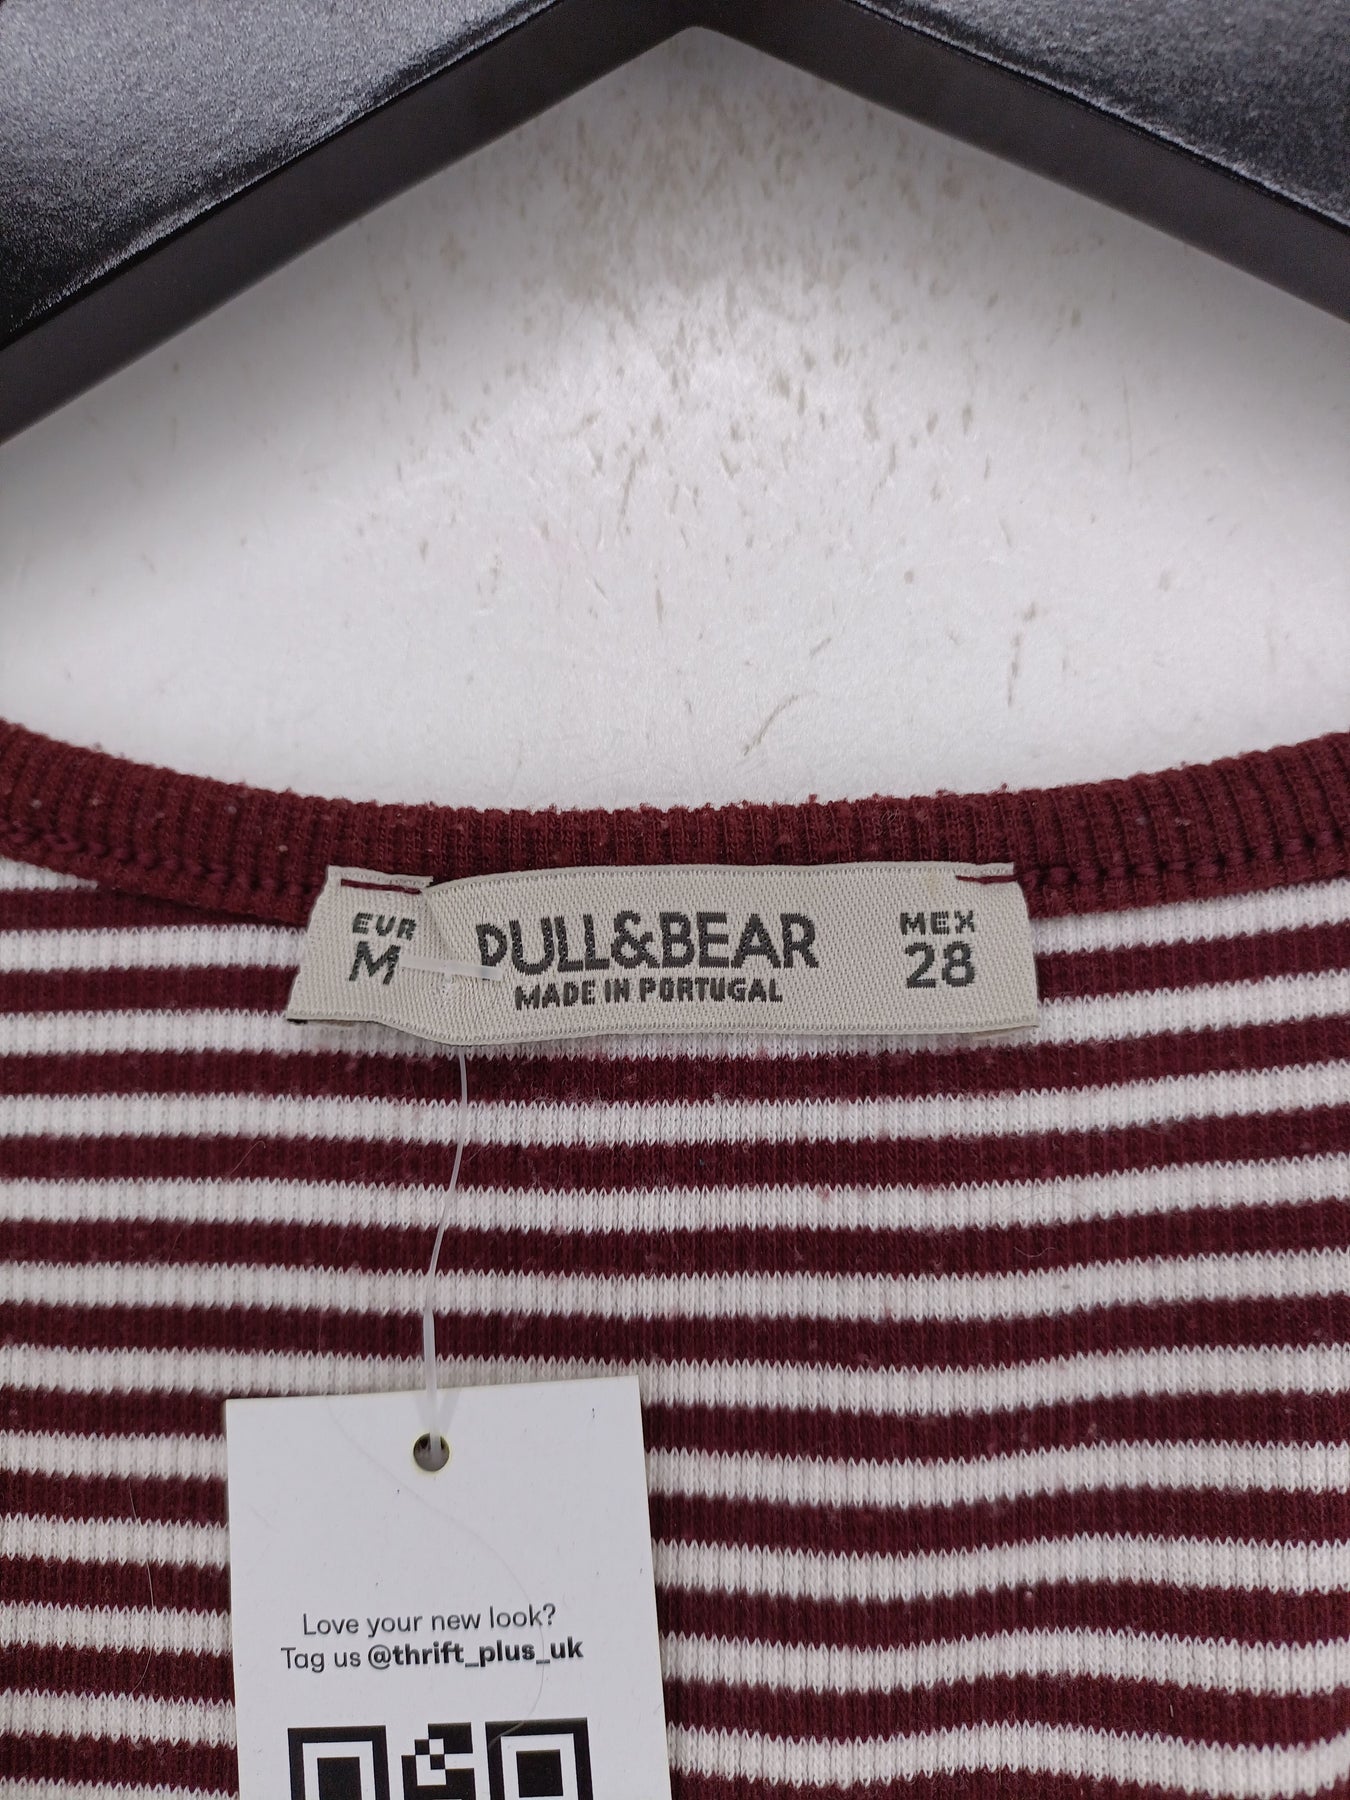 EUR
M
PULL&BEAR
MADE IN PORTUGAL
MEX
28
Love your new look?
Tag us @thrift_plus_uk